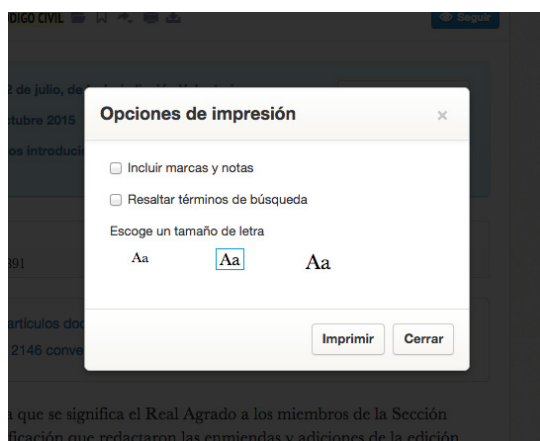 DIGO CIVIL
Seguir
2 de julio, de
ctubre 2015
os introducid
Opciones de impresión
×
Incluir marcas y notas
Resaltar términos de búsqueda
Escoge un tamaño de letra
Aa Aa Aa
391
artículos doc
2146 conve
Imprimir Cerrar
a que se significa el Real Agrado a los miembros de la Sección
ficación que redactaron las enmiendas y adiciones de la edición